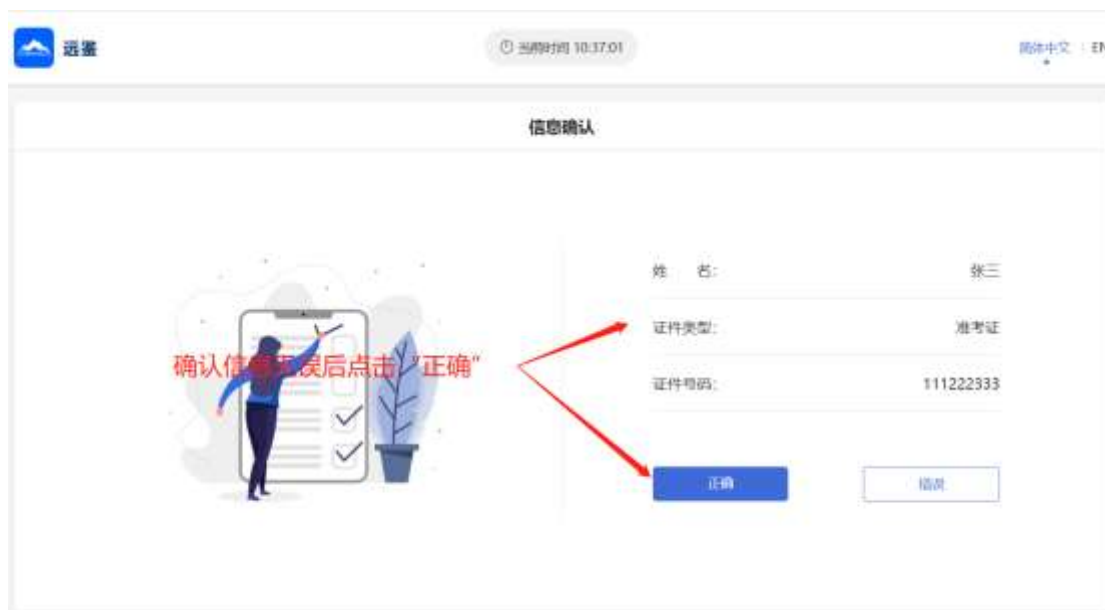 远鉴
当前时间 10:37:01
简体中文 | EN
信息确认
姓 名: 张三
证件类型: 准考证
证件号码: 111222333
确认信息无误后点击“正确”
正确
错误